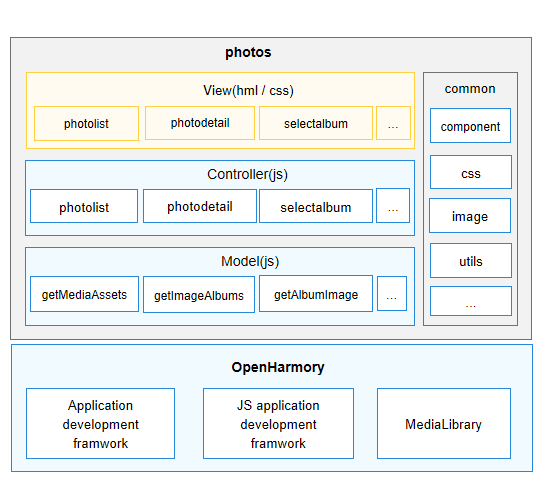 photos
View(hml / css)
photolist
photodetail
selectalbum
...
Controller(js)
photolist
photodetail
selectalbum
...
Model(js)
getMediaAssets
getImageAlbums
getAlbumImage
...
common
component
css
image
utils
...
OpenHarmory
Application
development
framwork
JS application
development
framwork
MediaLibrary